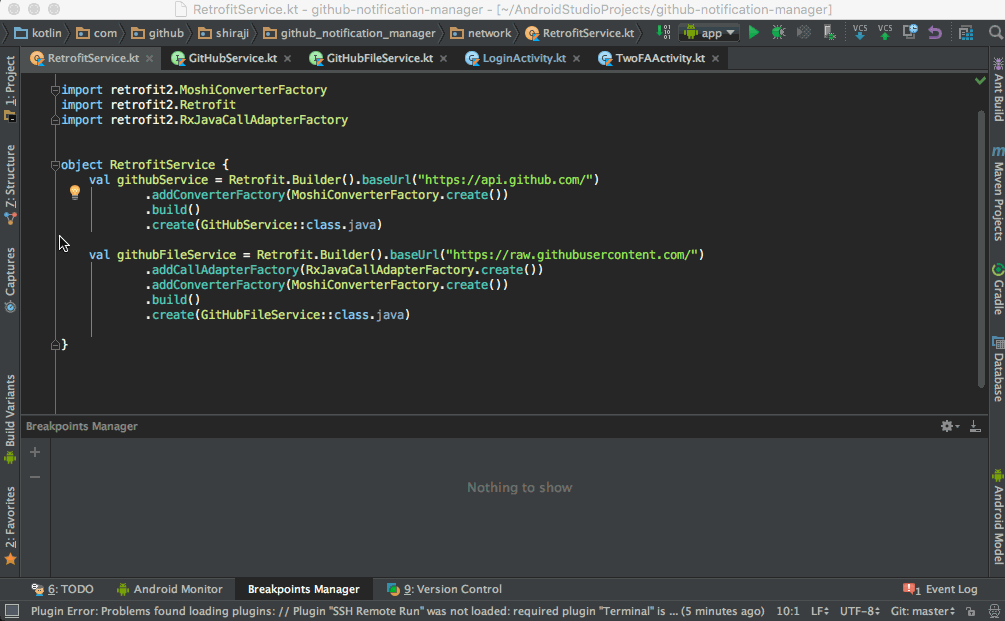 RetrofitService.kt - github-notification-manager - [~/AndroidStudioProjects/github-notification-manager]
kotlin com github shiraji github_notification_manager network RetrofitService.kt app VCS VCS
RetrofitService.kt GitHubService.kt GitHubFileService.kt LoginActivity.kt TwoFAActivity.kt
1: Project
Z: Structure
Captures
Build Variants
2: Favorites
import retrofit2.MoshiConverterFactory
import retrofit2.Retrofit
import retrofit2.RxJavaCallAdapterFactory
object RetrofitService {
val githubService = Retrofit.Builder().baseUrl("https://api.github.com/")
.addConverterFactory(MoshiConverterFactory.create())
.build()
.create(GitHubService::class.java)
val githubFileService = Retrofit.Builder().baseUrl("https://raw.githubusercontent.com/")
.addCallAdapterFactory(RxJavaCallAdapterFactory.create())
.addConverterFactory(MoshiConverterFactory.create())
.build()
.create(GitHubFileService::class.java)
}
Ant Build
m Maven Projects
Gradle
Database
Android Model
Breakpoints Manager
Nothing to show
6: TODO Android Monitor Breakpoints Manager 9: Version Control 1 Event Log
Plugin Error: Problems found loading plugins: // Plugin "SSH Remote Run" was not loaded: required plugin "Terminal" is ... (5 minutes ago) 10:1 LF UTF-8 Git: master